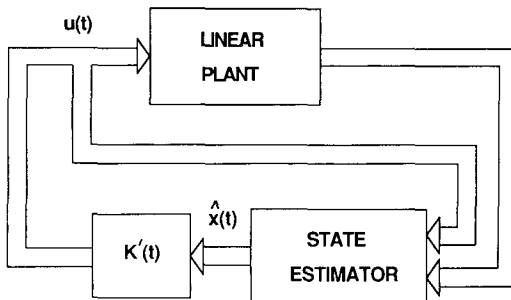 u(t)
LINEAR
PLANT
x̂(t)
K′(t)
STATE
ESTIMATOR